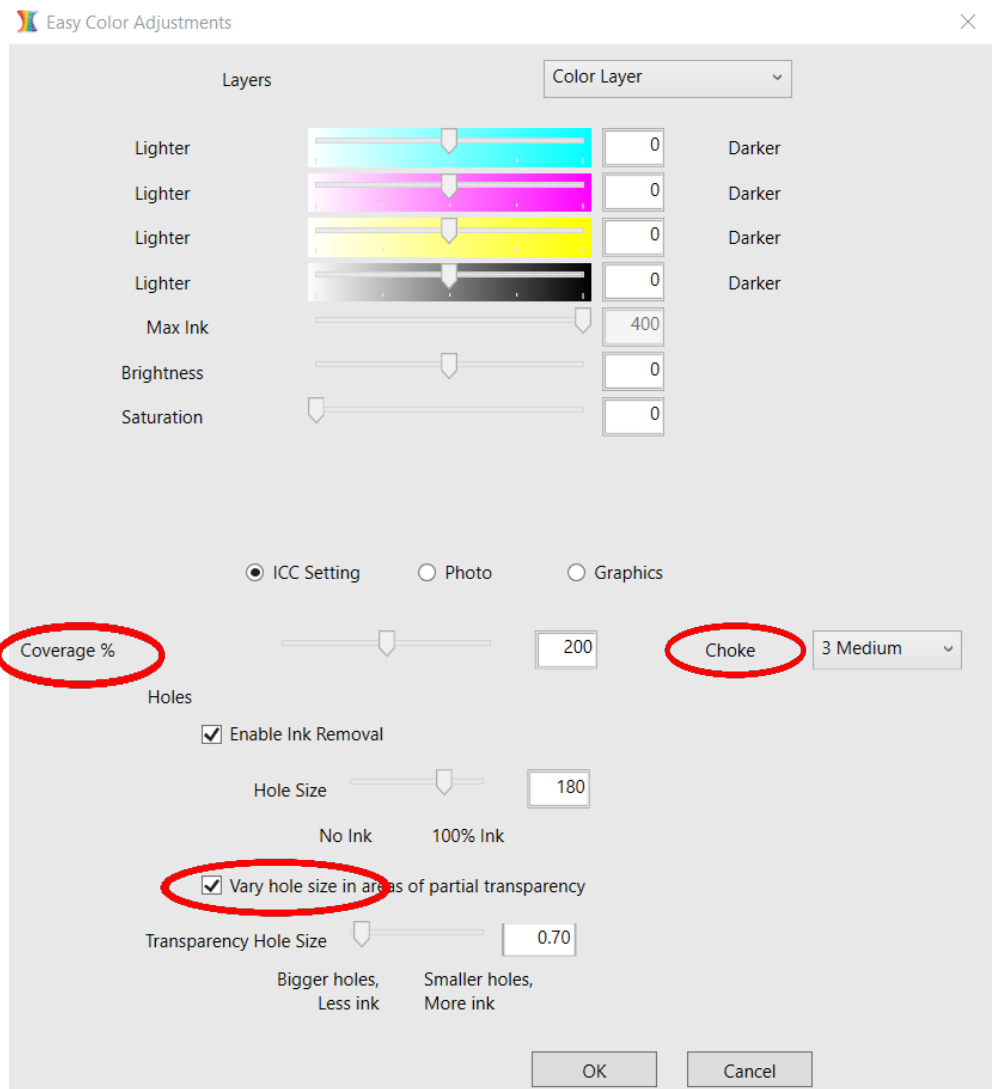 Easy Color Adjustments
Layers Color Layer
Lighter 0 Darker
Lighter 0 Darker
Lighter 0 Darker
Lighter 0 Darker
Max Ink 400
Brightness 0
Saturation 0
ICC Setting Photo Graphics
Coverage % 200 Choke 3 Medium
Holes
Enable Ink Removal
Hole Size 180
No Ink 100% Ink
Vary hole size in areas of partial transparency
Transparency Hole Size 0.70
Bigger holes, Smaller holes,
Less ink More ink
OK Cancel